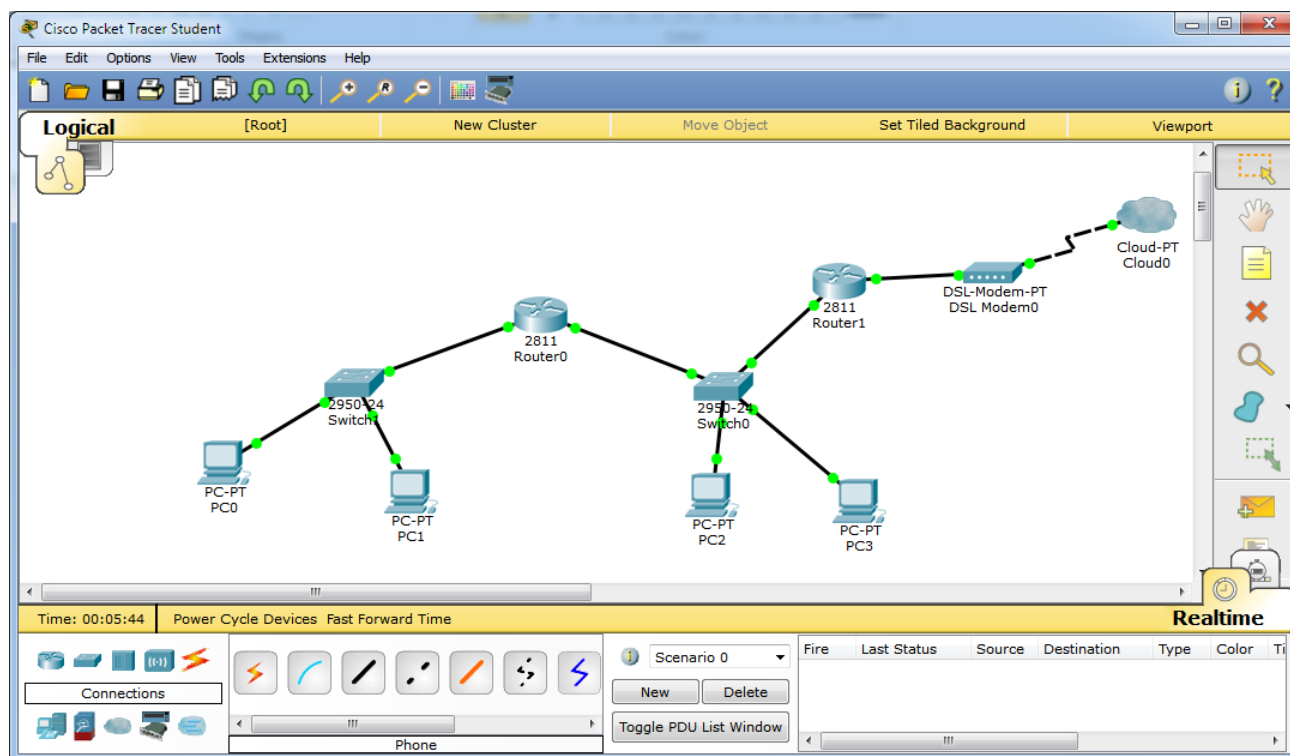 Cisco Packet Tracer Student
File Edit Options View Tools Extensions Help
Logical [Root] New Cluster Move Object Set Tiled Background Viewport
Cloud-PT
Cloud0
DSL-Modem-PT
DSL Modem0
2811
Router1
2811
Router0
2950-24
Switch1
2950-24
Switch0
PC-PT
PC0
PC-PT
PC1
PC-PT
PC2
PC-PT
PC3
Time: 00:05:44 Power Cycle Devices Fast Forward Time Realtime
Scenario 0
Fire Last Status Source Destination Type Color Ti
Connections
New Delete
Toggle PDU List Window
Phone